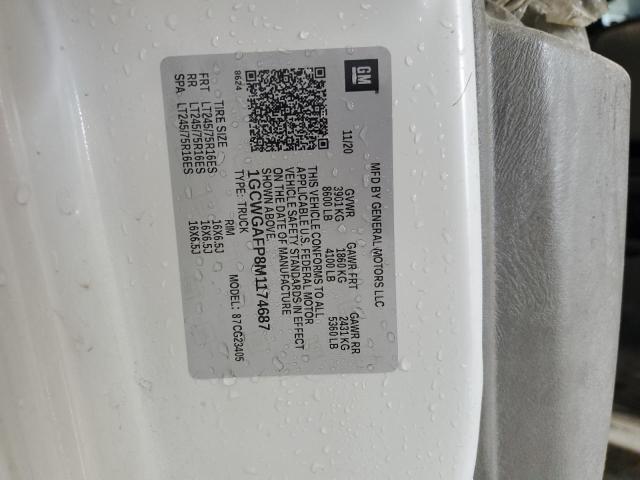 GM
MFD BY GENERAL MOTORS LLC
11/20
GVWR GAWR FRT GAWR RR
3901 KG 1860 KG 2431 KG
8600 LB 4100 LB 5360 LB
THIS VEHICLE CONFORMS TO ALL
APPLICABLE U.S. FEDERAL MOTOR
VEHICLE SAFETY STANDARDS IN EFFECT
ON THE DATE OF MANUFACTURE
SHOWN ABOVE.
1GCWGAFP8M1174687
8624
TYPE: TRUCK MODEL: 87CG23405
TIRE SIZE RIM
FRT LT245/75R16ES 16X6.5J
RR LT245/75R16ES 16X6.5J
SPA LT245/75R16ES 16X6.5J